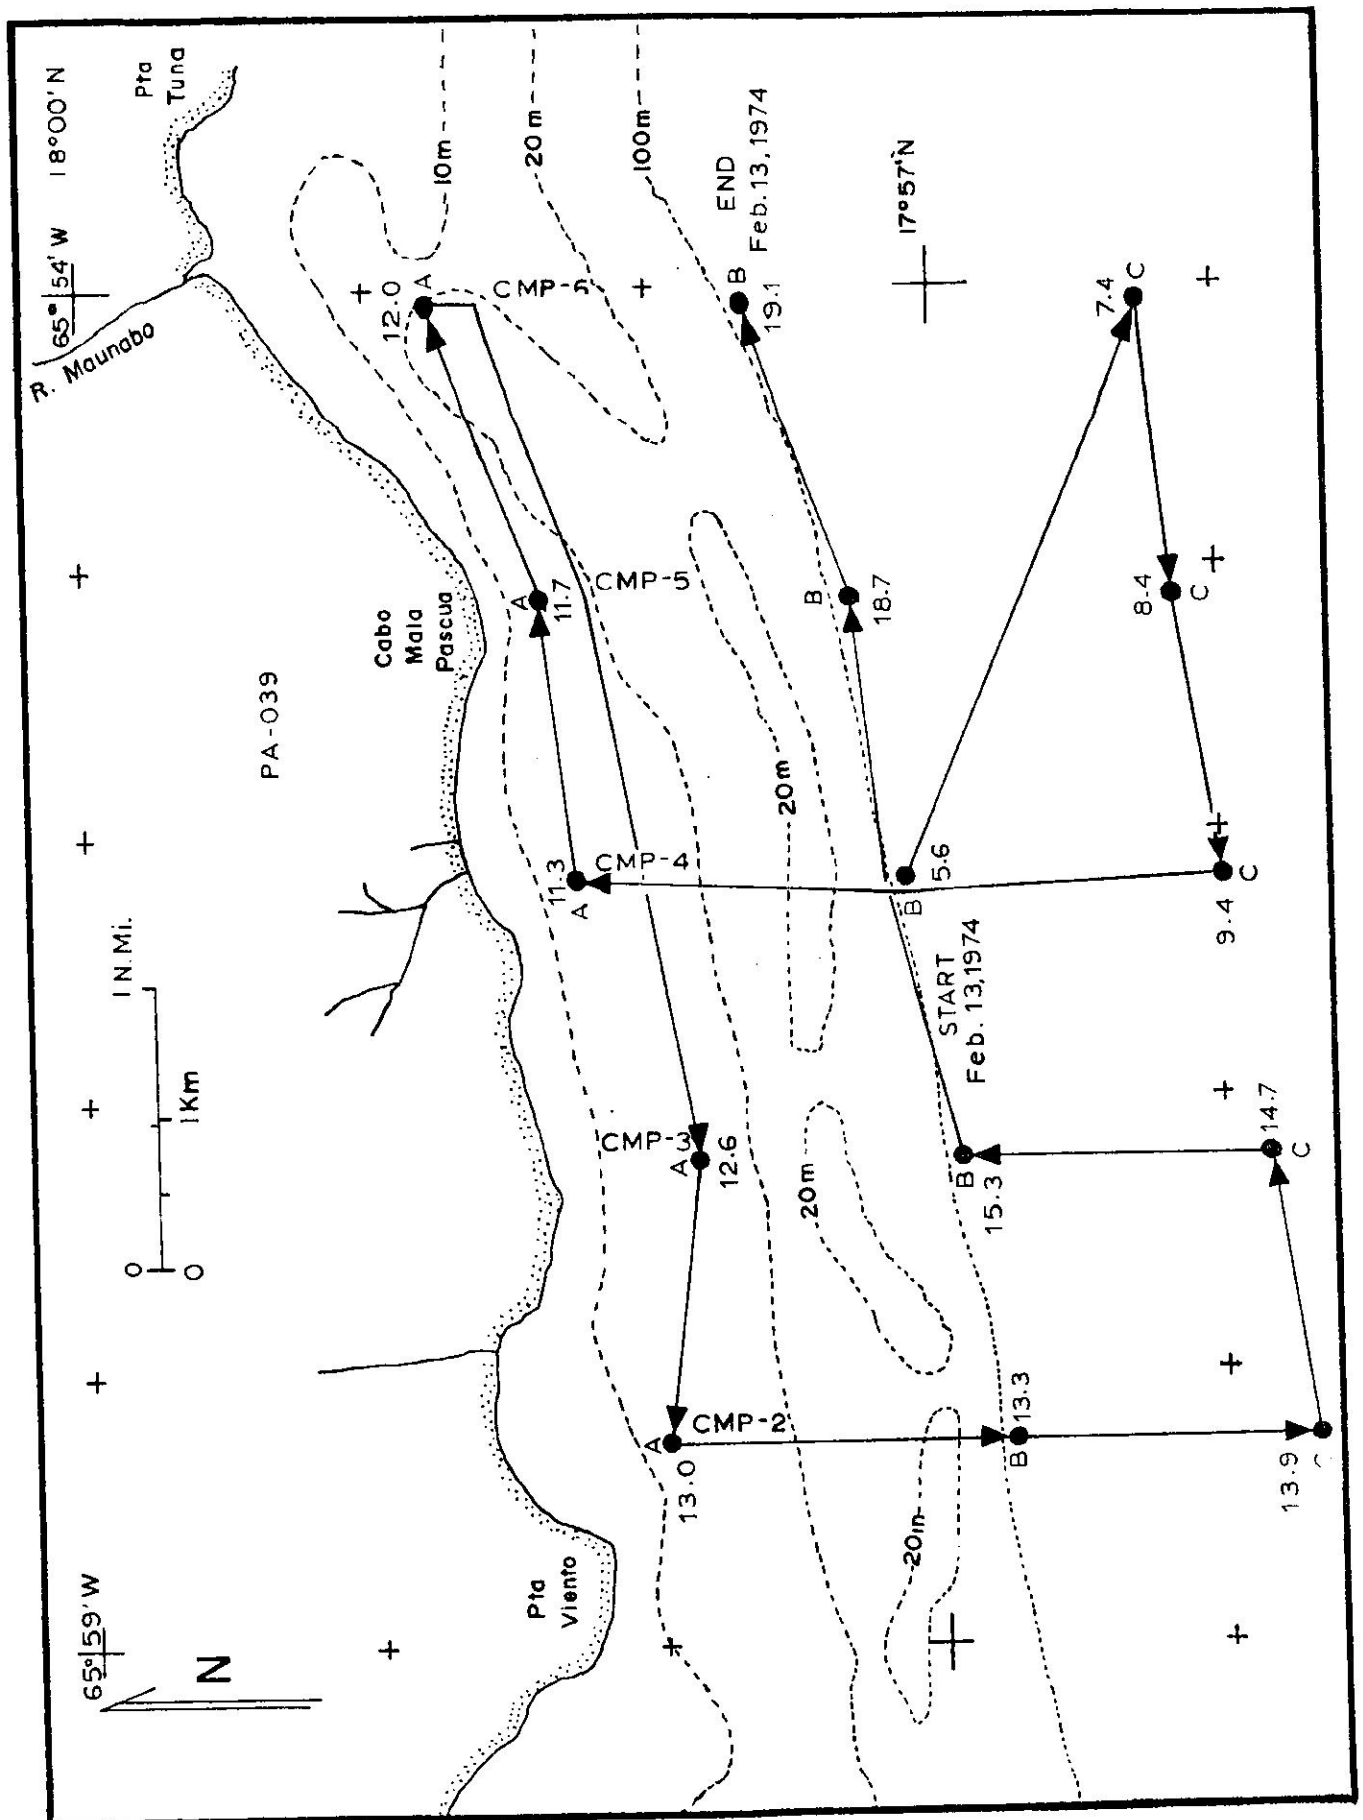 65°59'W
N
0
0
1 N.Mi.
1 Km
R. Maunabo
65° 54' W 18°00'N
Pta
Tuna
PA-039
Cabo
Mala
Pascua
Pta
Viento
A
13.0
CMP-2
A
12.6
CMP-3
A
11.3
CMP-4
A
11.7
CMP-5
A
12.0
CMP-6
10m
20m
100m
20m
20m
20m
B
13.3
B
15.3
START
Feb. 13, 1974
B
5.6
B
18.7
B
19.1
END
Feb. 13, 1974
17°57'N
C
13.9
C
14.7
C
9.4
C
8.4
C
7.4